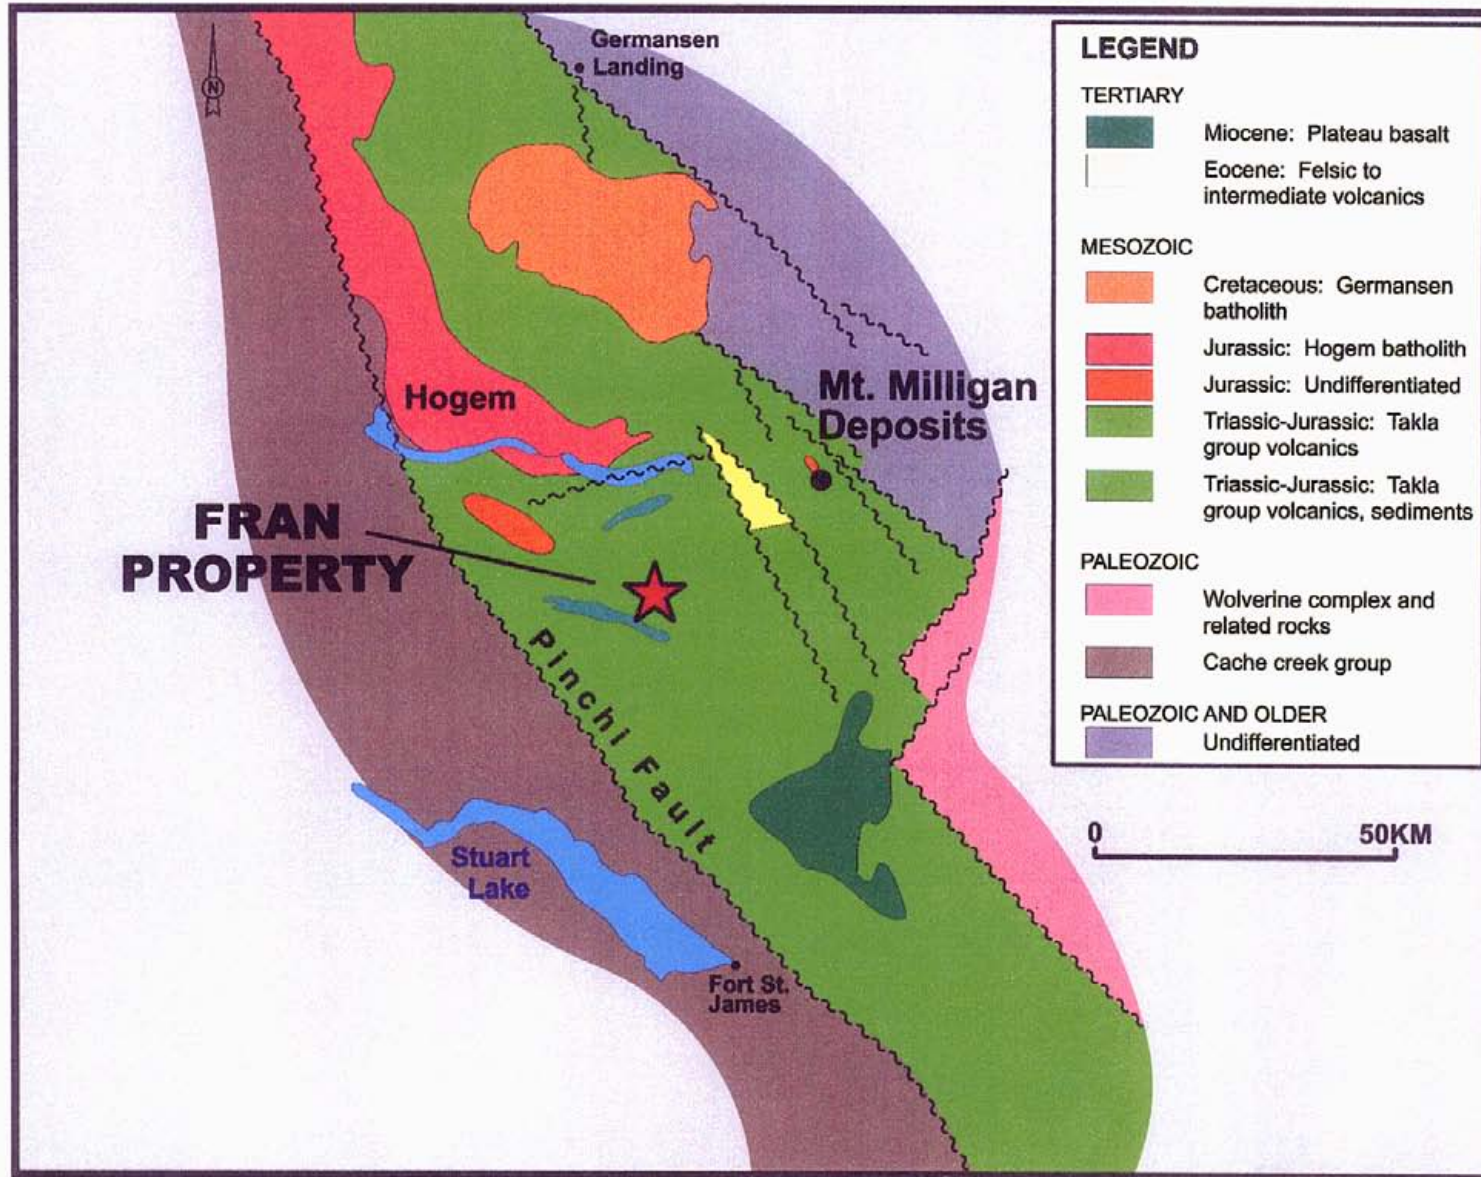 N
Germansen
Landing
Hogem
Mt. Milligan
Deposits
FRAN
PROPERTY
Pinchi Fault
Stuart
Lake
Fort St.
James
LEGEND
TERTIARY
Miocene: Plateau basalt
Eocene: Felsic to
intermediate volcanics
MESOZOIC
Cretaceous: Germansen
batholith
Jurassic: Hogem batholith
Jurassic: Undifferentiated
Triassic-Jurassic: Takla
group volcanics
Triassic-Jurassic: Takla
group volcanics, sediments
PALEOZOIC
Wolverine complex and
related rocks
Cache creek group
PALEOZOIC AND OLDER
Undifferentiated
0 50KM